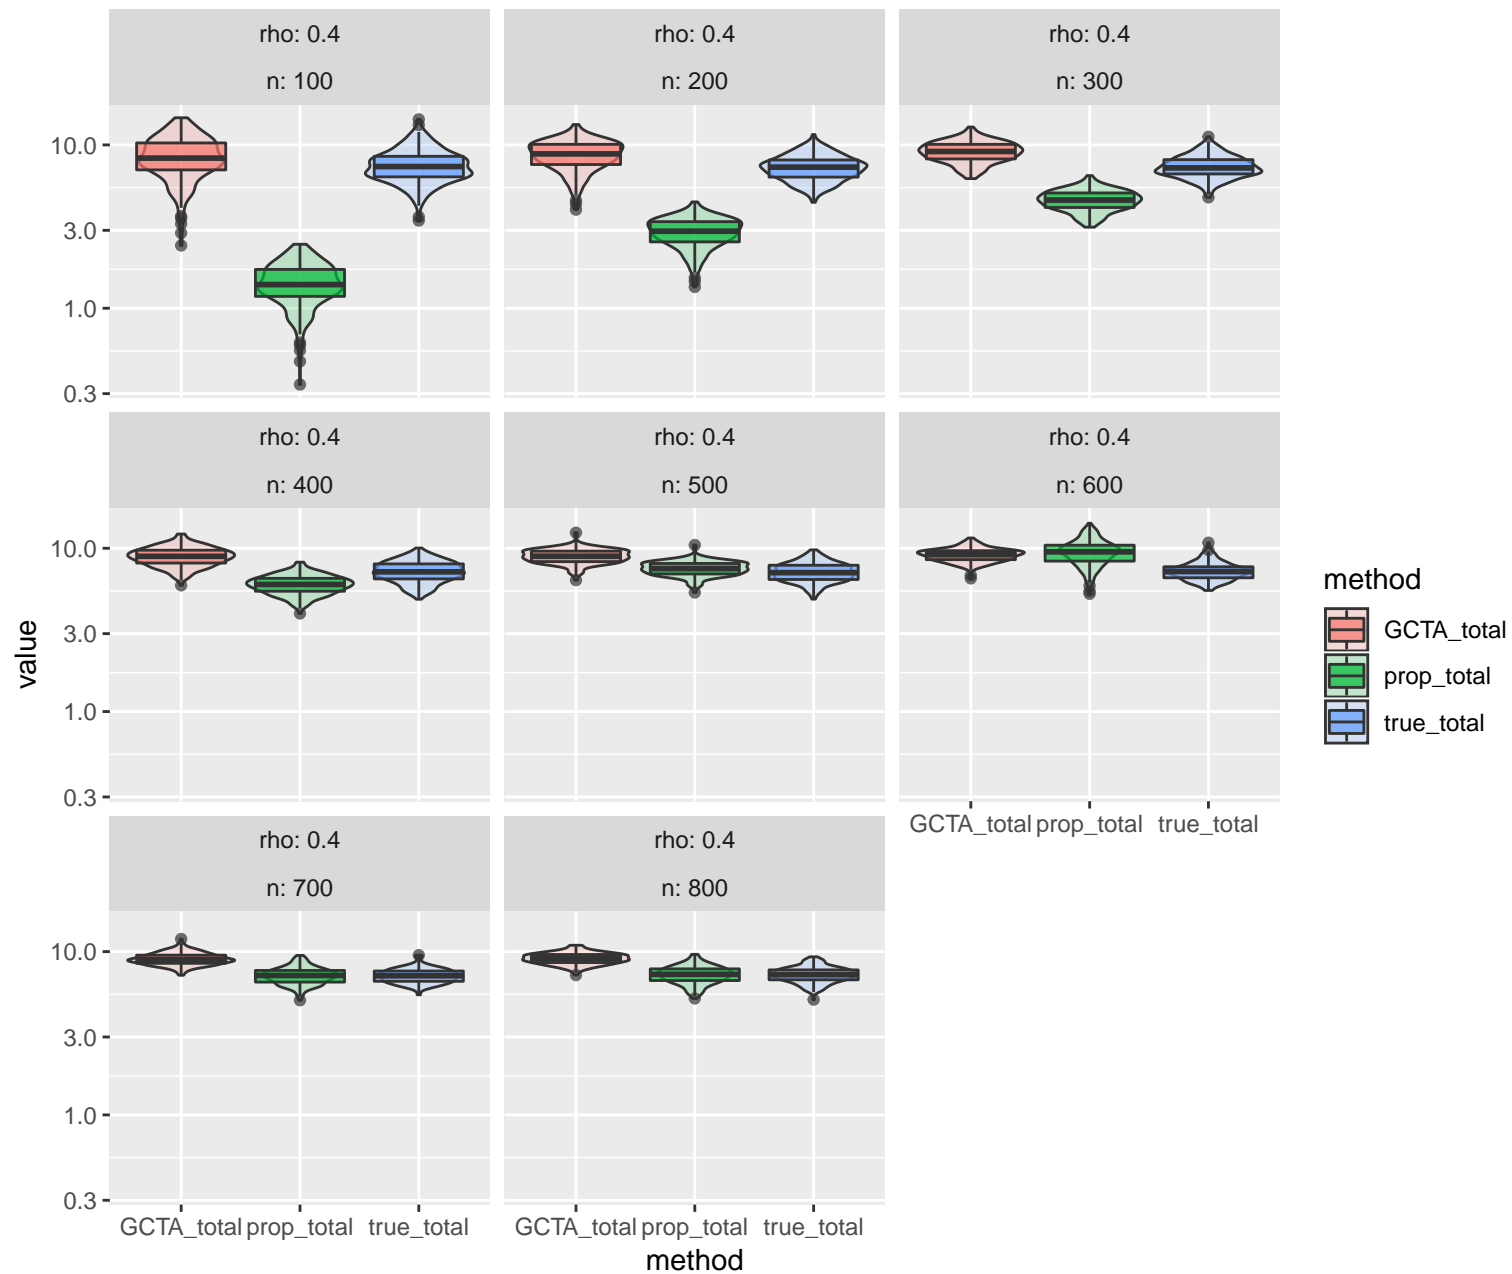 rho: 0.4
rho: 0.4
rho: 0.4
n: 100
n: 200
n: 300
10.0
3.0
1.0
0.3
rho: 0.4
rho: 0.4
rho: 0.4
n: 400
n: 500
n: 600
10.0
3.0
1.0
0.3
GCTA_total prop_total true_total
rho: 0.4
rho: 0.4
n: 700
n: 800
10.0
3.0
1.0
0.3
GCTA_total prop_total true_total
GCTA_total prop_total true_total
method
value
method
GCTA_total
prop_total
true_total